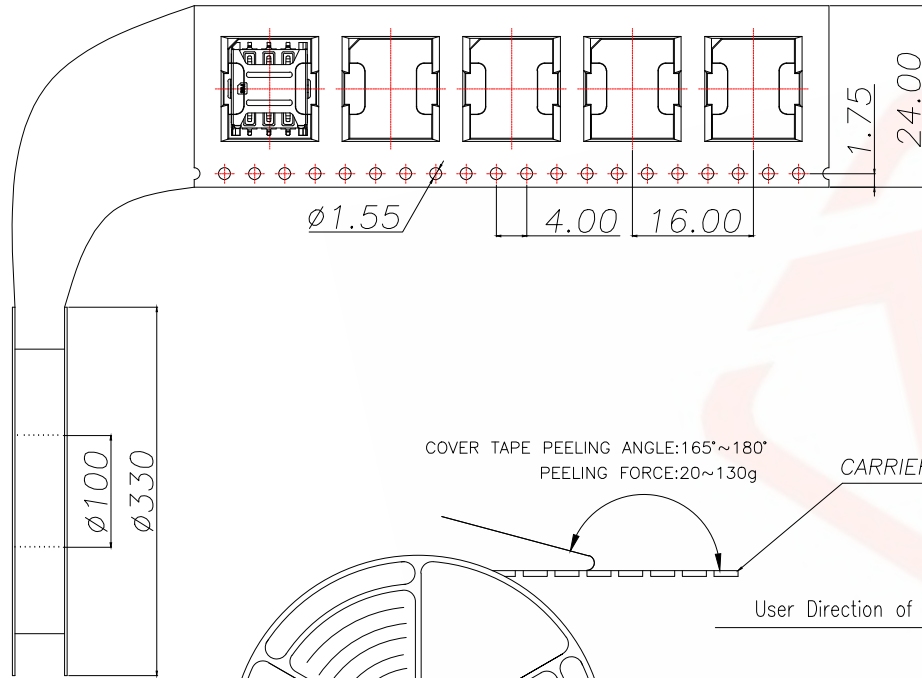 24.00
1.75
ø1.55
4.00
16.00
ø100
ø330
COVER TAPE PEELING ANGLE:165°~180°
PEELING FORCE:20~130g
CARRIER
User Direction of